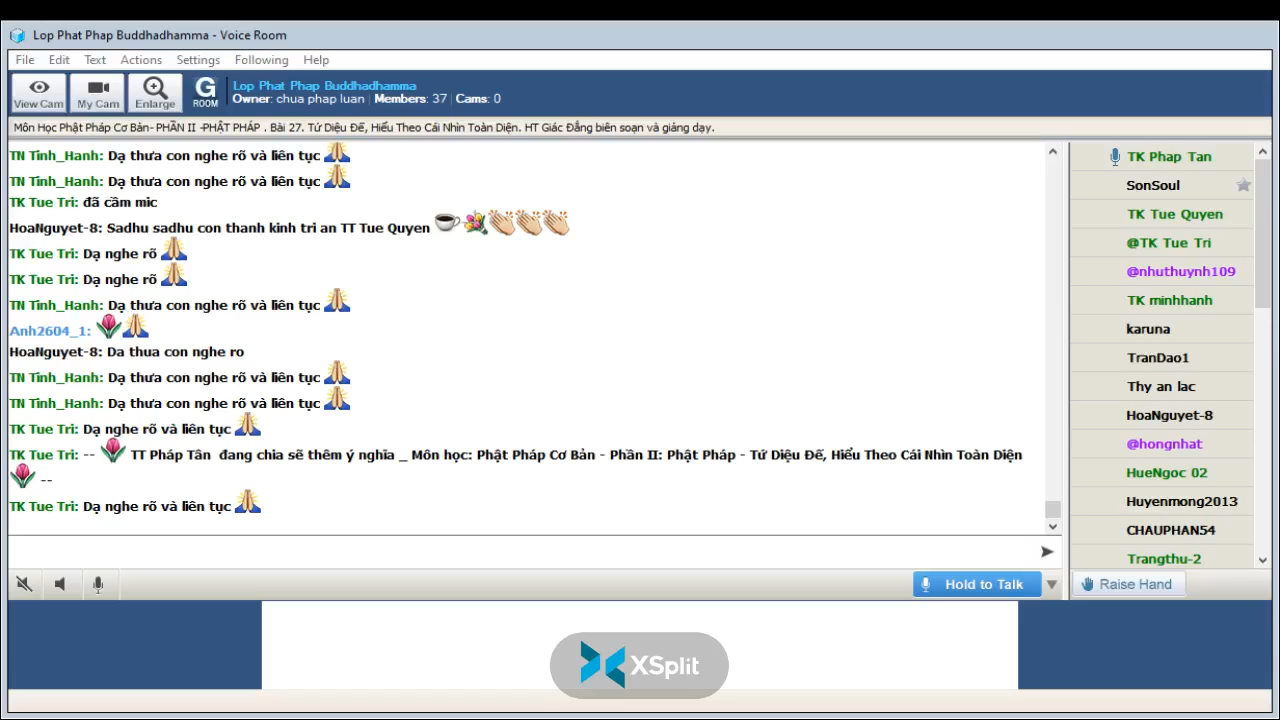 Lop Phat Phap Buddhadhamma - Voice Room
File Edit Text Actions Settings Following Help
View Cam My Cam Enlarge G ROOM
Lop Phat Phap Buddhadhamma
Owner: chua phap luan | Members: 37 | Cams: 0
Môn Học Phật Pháp Cơ Bản- PHẦN II -PHẬT PHÁP . Bài 27. Tứ Diệu Đế, Hiểu Theo Cái Nhìn Toàn Diện. HT Giác Đẳng biên soạn và giảng dạy.
TN Tinh_Hanh: Dạ thưa con nghe rõ và liên tục
TN Tinh_Hanh: Dạ thưa con nghe rõ và liên tục
TK Tue Tri: đã cầm mic
HoaNguyet-8: Sadhu sadhu con thanh kinh tri an TT Tue Quyen
TK Tue Tri: Dạ nghe rõ
TK Tue Tri: Dạ nghe rõ
TN Tinh_Hanh: Dạ thưa con nghe rõ và liên tục
Anh2604_1:
HoaNguyet-8: Da thua con nghe ro
TN Tinh_Hanh: Dạ thưa con nghe rõ và liên tục
TN Tinh_Hanh: Dạ thưa con nghe rõ và liên tục
TK Tue Tri: Dạ nghe rõ và liên tục
TK Tue Tri: -- TT Pháp Tân đang chia sẽ thêm ý nghĩa _ Môn học: Phật Pháp Cơ Bản - Phần II: Phật Pháp - Tứ Diệu Đế, Hiểu Theo Cái Nhìn Toàn Diện
--
TK Tue Tri: Dạ nghe rõ và liên tục
TK Phap Tan
SonSoul
TK Tue Quyen
@TK Tue Tri
@nhuthuynh109
TK minhhanh
karuna
TranDao1
Thy an lac
HoaNguyet-8
@hongnhat
HueNgoc 02
Huyenmong2013
CHAUPHAN54
Trangthu-2
Hold to Talk
Raise Hand
XSplit